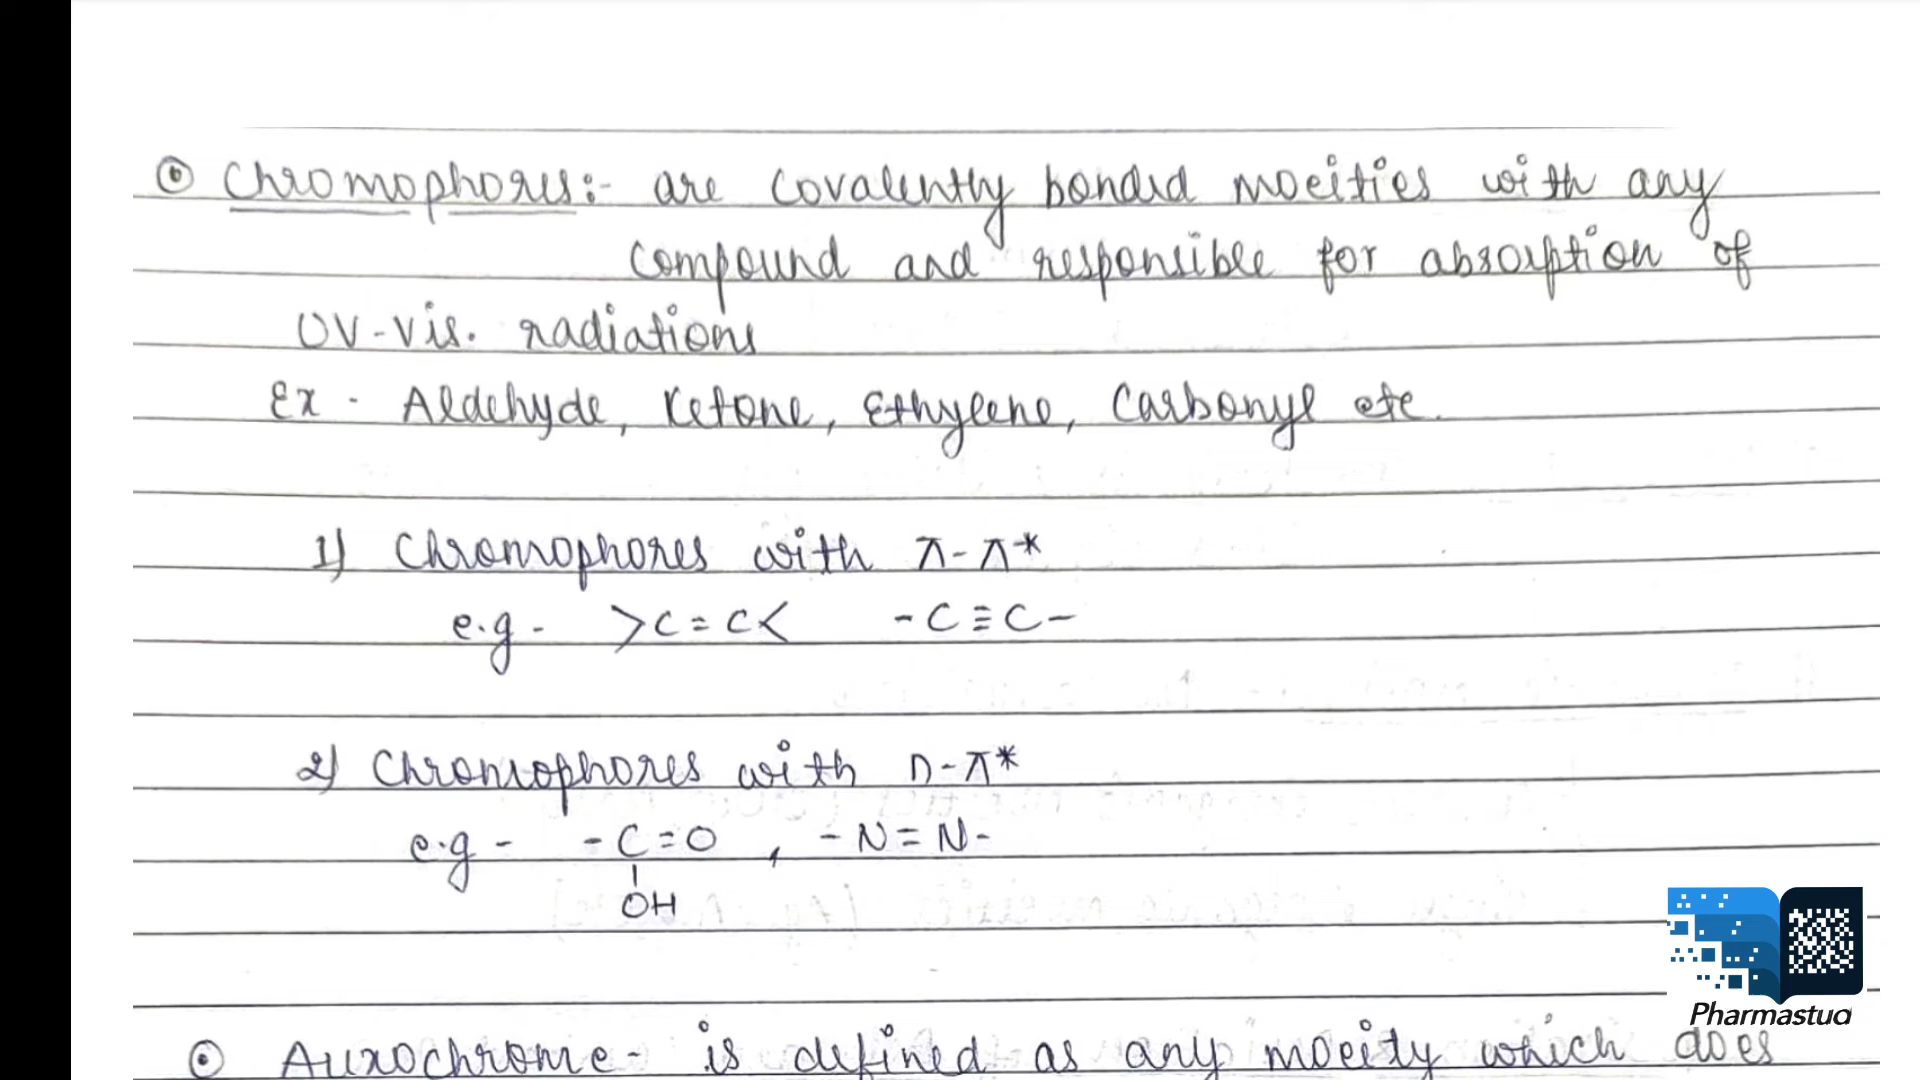 ⊙ Chromophores:- are covalently bonded moeities with any
compound and responsible for absorption of
UV-vis. radiations
Ex - Aldehyde, Ketone, Ethylene, Carbonyl etc.
1) Chromophores with π-π*
e.g - >C=C< -C≡C-
2) Chromophores with n-π*
e.g - -C=O , -N=N-
OH
⊙ Auxochrome - is defined as any moeity which does
Pharmastud